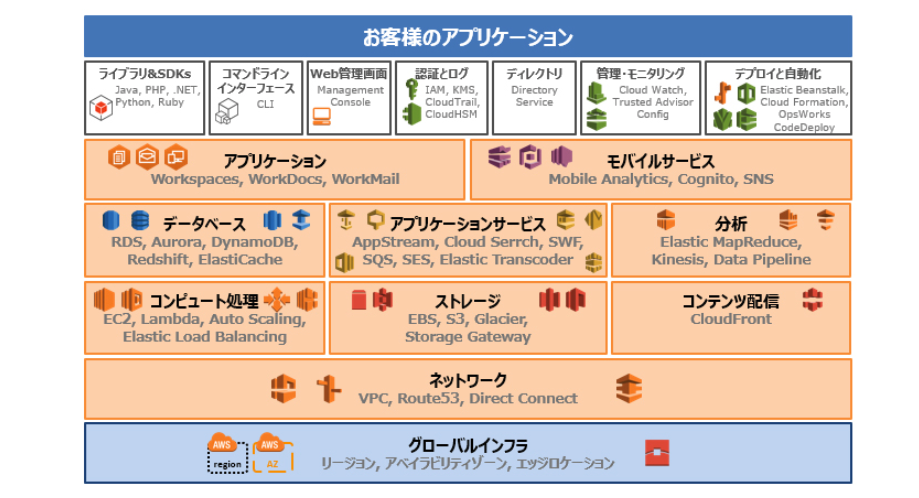 お客様のアプリケーション
ライブラリ&SDKs
Java, PHP, .NET,
Python, Ruby
コマンドライン
インターフェース
CLI
Web管理画面
Management
Console
認証とログ
IAM, KMS,
CloudTrail,
CloudHSM
ディレクトリ
Directory
Service
管理・モニタリング
Cloud Watch,
Trusted Advisor
Config
デプロイと自動化
Elastic Beanstalk,
Cloud Formation,
OpsWorks
CodeDeploy
アプリケーション
Workspaces, WorkDocs, WorkMail
モバイルサービス
Mobile Analytics, Cognito, SNS
データベース
RDS, Aurora, DynamoDB,
Redshift, ElastiCache
アプリケーションサービス
AppStream, Cloud Serrch, SWF,
SQS, SES, Elastic Transcoder
分析
Elastic MapReduce,
Kinesis, Data Pipeline
コンピュート処理
EC2, Lambda, Auto Scaling,
Elastic Load Balancing
ストレージ
EBS, S3, Glacier,
Storage Gateway
コンテンツ配信
CloudFront
ネットワーク
VPC, Route53, Direct Connect
AWS
region
AWS
AZ
グローバルインフラ
リージョン, アベイラビリティゾーン, エッジロケーション